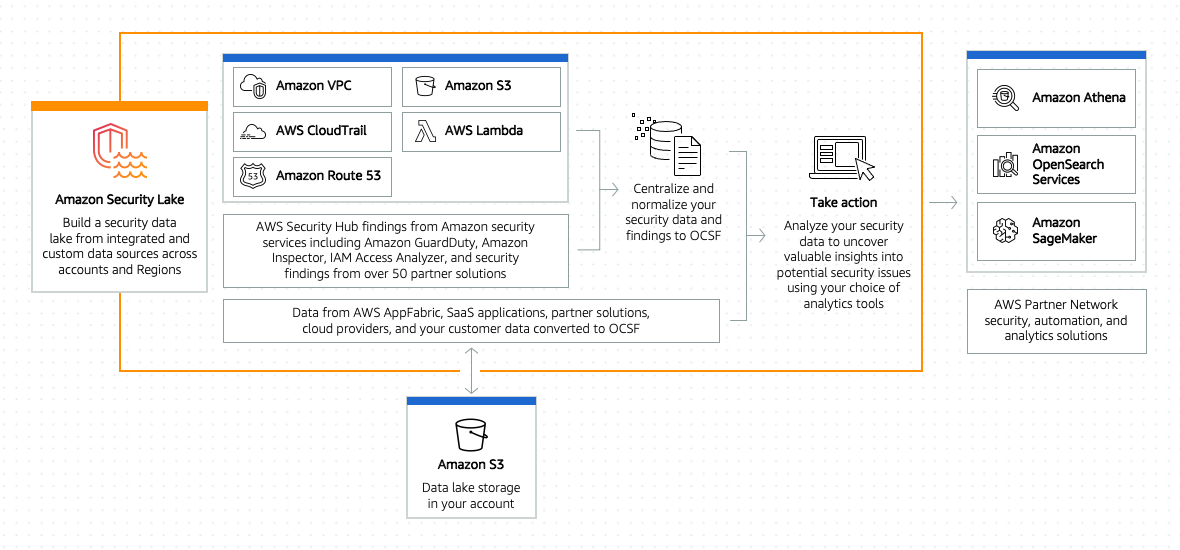 Amazon Security Lake
Build a security data
lake from integrated and
custom data sources across
accounts and Regions
Amazon VPC
Amazon S3
AWS CloudTrail
AWS Lambda
53
Amazon Route 53
AWS Security Hub findings from Amazon security
services including Amazon GuardDuty, Amazon
Inspector, IAM Access Analyzer, and security
findings from over 50 partner solutions
Data from AWS AppFabric, SaaS applications, partner solutions,
cloud providers, and your customer data converted to OCSF
Centralize and
normalize your
security data and
findings to OCSF
Take action
Analyze your security
data to uncover
valuable insights into
potential security issues
using your choice of
analytics tools
Amazon Athena
Amazon
OpenSearch
Services
Amazon
SageMaker
AWS Partner Network
security, automation, and
analytics solutions
Amazon S3
Data lake storage
in your account